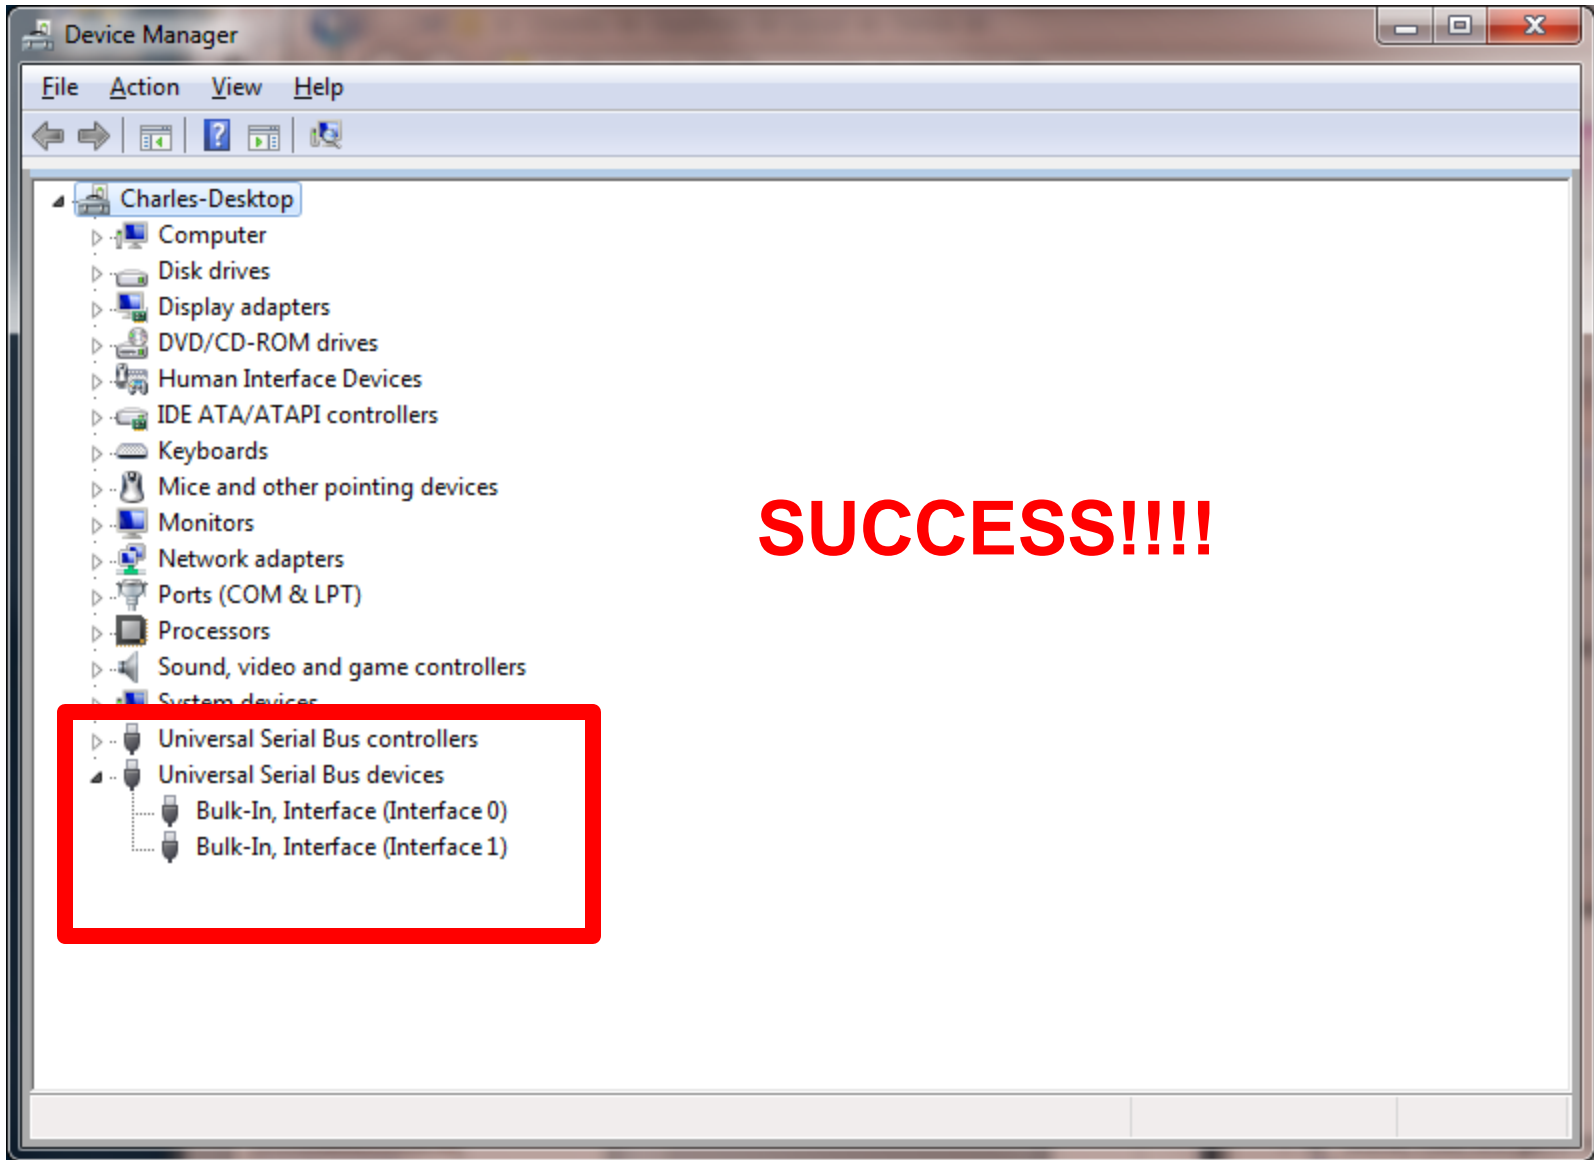 Device Manager
File Action View Help
Charles-Desktop
Computer
Disk drives
Display adapters
DVD/CD-ROM drives
Human Interface Devices
IDE ATA/ATAPI controllers
Keyboards
Mice and other pointing devices
SUCCESS!!!!
Monitors
Network adapters
Ports (COM & LPT)
Processors
Sound, video and game controllers
System devices
Universal Serial Bus controllers
Universal Serial Bus devices
Bulk-In, Interface (Interface 0)
Bulk-In, Interface (Interface 1)